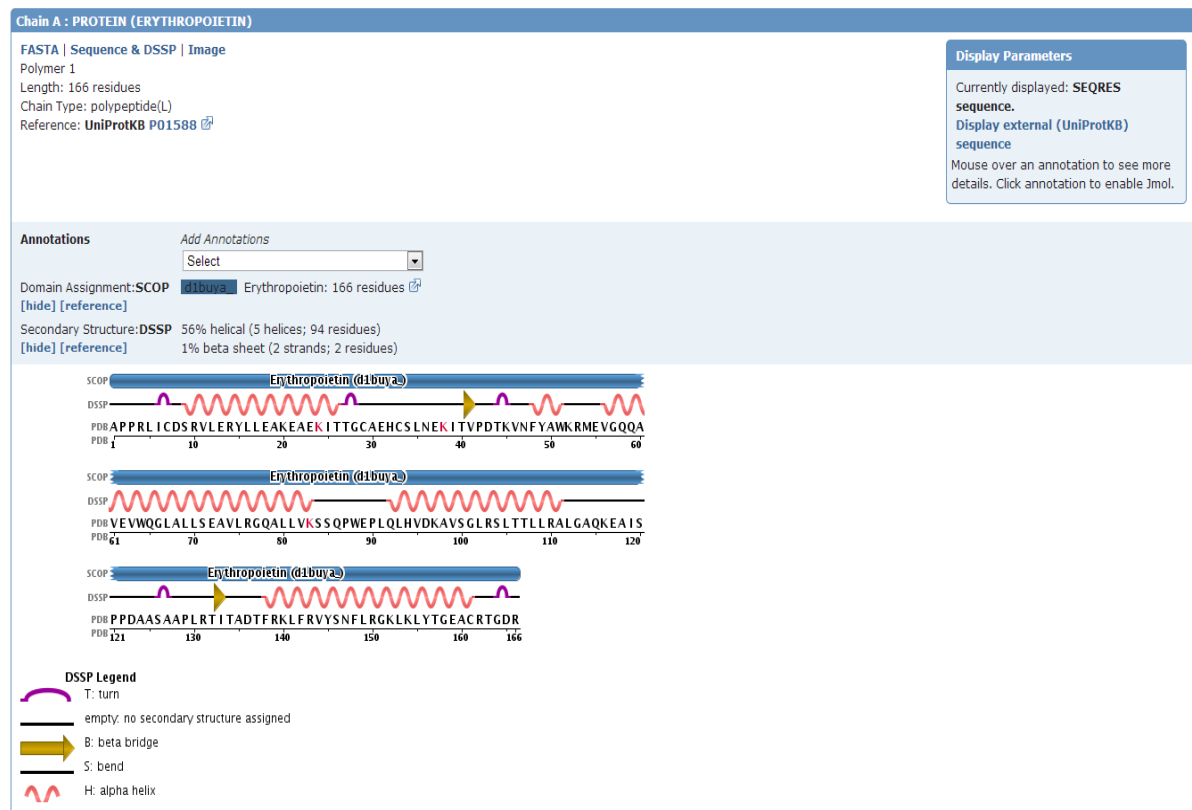 Chain A : PROTEIN (ERYTHROPOIETIN)
FASTA | Sequence & DSSP | Image
Polymer 1
Length: 166 residues
Chain Type: polypeptide(L)
Reference: UniProtKB P01588
Display Parameters
Currently displayed: SEQRES
sequence.
Display external (UniProtKB)
sequence
Mouse over an annotation to see more
details. Click annotation to enable Jmol.
Annotations Add Annotations
Select
Domain Assignment:SCOP d1buya_ Erythropoietin: 166 residues
[hide] [reference]
Secondary Structure:DSSP 56% helical (5 helices; 94 residues)
[hide] [reference] 1% beta sheet (2 strands; 2 residues)
SCOP Erythropoietin (d1buya_)
DSSP
PDB APPRLICDSRVLERYLLEAKEAEKITTGCAEHCSLNEKITVPDTKVNFYAWKRMEVGQQA
PDB 1 10 20 30 40 50 60
SCOP Erythropoietin (d1buya_)
DSSP
PDB VEVWQGLALLSEAVLRGQALLVKSSQPWEPLQLHVDKAVSGLRSLTTLLRALGAQKEAIS
PDB 61 70 80 90 100 110 120
SCOP Erythropoietin (d1buya_)
DSSP
PDB PPDAASAAPLRTITADTFRKLFRVYSNFLRGKLKLYTGEACRTGDR
PDB 121 130 140 150 160 166
DSSP Legend
T: turn
empty: no secondary structure assigned
B: beta bridge
S: bend
H: alpha helix